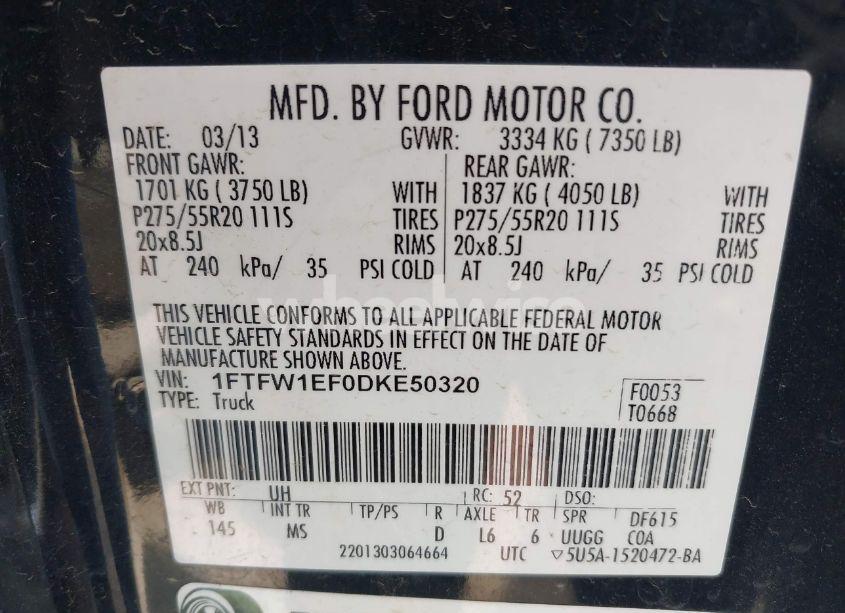 MFD. BY FORD MOTOR CO.
DATE: 03/13 GVWR: 3334 KG ( 7350 LB)
FRONT GAWR: REAR GAWR:
1701 KG ( 3750 LB) WITH 1837 KG ( 4050 LB) WITH
P275/55R20 111S TIRES P275/55R20 111S TIRES
20x8.5J RIMS 20x8.5J RIMS
AT 240 kPa/ 35 PSI COLD AT 240 kPa/ 35 PSI COLD
THIS VEHICLE CONFORMS TO ALL APPLICABLE FEDERAL MOTOR
VEHICLE SAFETY STANDARDS IN EFFECT ON THE DATE OF
MANUFACTURE SHOWN ABOVE.
VIN: 1FTFW1EF0DKE50320 F0053
TYPE: Truck T0668
EXT PNT: UH RC: 52 DSO:
WB INT TR TP/PS R AXLE TR SPR DF615
145 MS D L6 6 UUGG COA
2201303064664 UTC ▽5U5A-1520472-BA